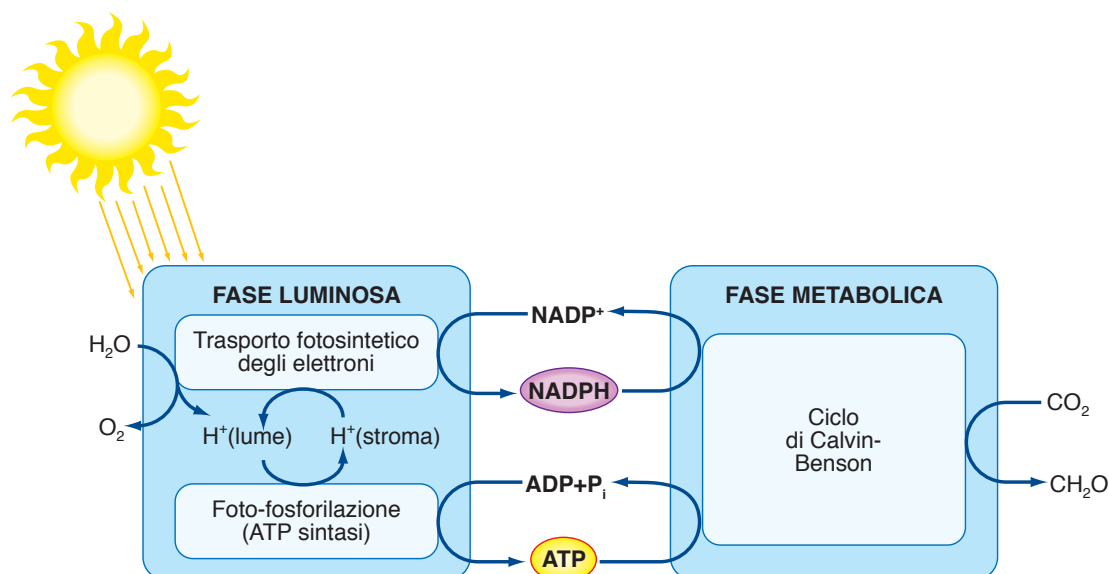 FASE LUMINOSA
Trasporto fotosintetico
degli elettroni
H₂O
O₂
H⁺(lume)
H⁺(stroma)
Foto-fosforilazione
(ATP sintasi)
NADP⁺
NADPH
ADP+Pᵢ
ATP
FASE METABOLICA
Ciclo
di Calvin-
Benson
CO₂
CH₂O